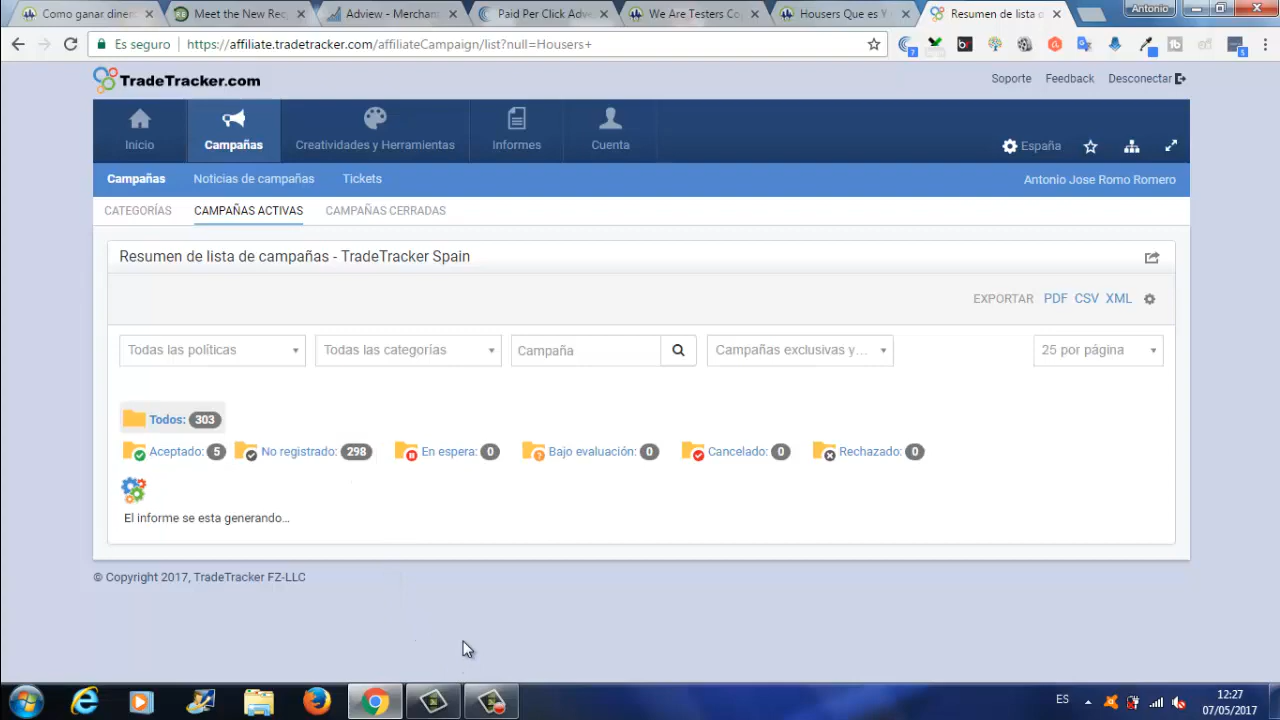 Como ganar diner
Meet the New Rec
Adview - Merchan
Paid Per Click Adv
We Are Testers Co
Housers Que es Y
Resumen de lista d
Antonio
Es seguro
https://affiliate.tradetracker.com/affiliateCampaign/list?null=Housers+
TradeTracker.com
Soporte Feedback Desconectar
Inicio Campañas Creatividades y Herramientas Informes Cuenta
España
Campañas Noticias de campañas Tickets
Antonio Jose Romo Romero
CATEGORÍAS CAMPAÑAS ACTIVAS CAMPAÑAS CERRADAS
Resumen de lista de campañas - TradeTracker Spain
EXPORTAR PDF CSV XML
Todas las políticas Todas las categorías Campaña Campañas exclusivas y... 25 por página
Todos: 303
Aceptado: 5 No registrado: 298 En espera: 0 Bajo evaluación: 0 Cancelado: 0 Rechazado: 0
El informe se esta generando...
© Copyright 2017, TradeTracker FZ-LLC
ES
12:27
07/05/2017